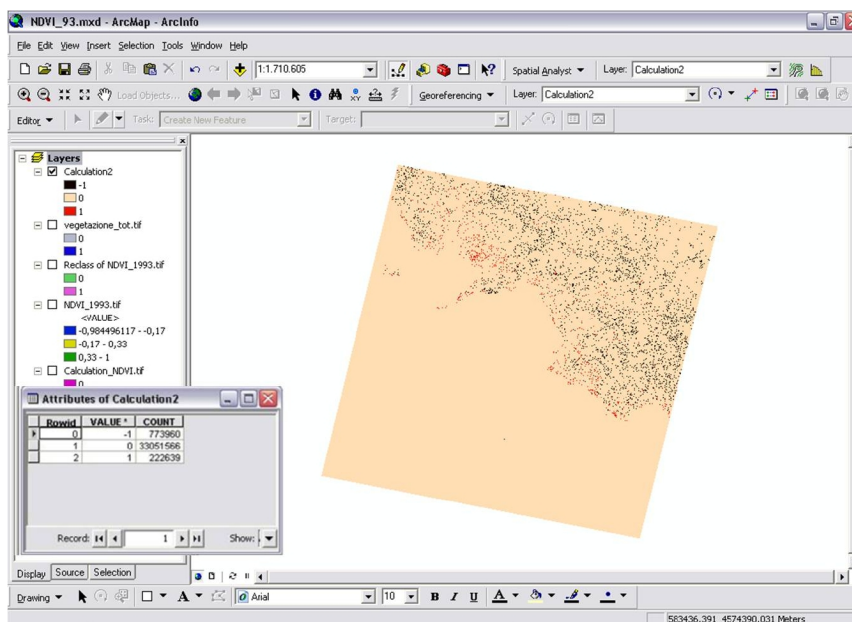 NDVI_93.mxd - ArcMap - ArcInfo
File Edit View Insert Selection Tools Window Help
1:1.710.605 Spatial Analyst Layer: Calculation2
Load Objects... Georeferencing Layer: Calculation2
Editor Task: Create New Feature Target:
Layers
Calculation2
-1
0
1
vegetazione_tot.tif
0
1
Reclass of NDVI_1993.tif
0
1
NDVI_1993.tif
<VALUE>
-0,984496117 - -0,17
-0,17 - 0,33
0,33 - 1
Calculation_NDVI.tif
0
Attributes of Calculation2
Rowid VALUE * COUNT
0 -1 773960
1 0 33051566
2 1 222639
Record: 1 Show:
Display Source Selection
Drawing A Arial 10 B I U A
583436,391 4574390,031 Meters